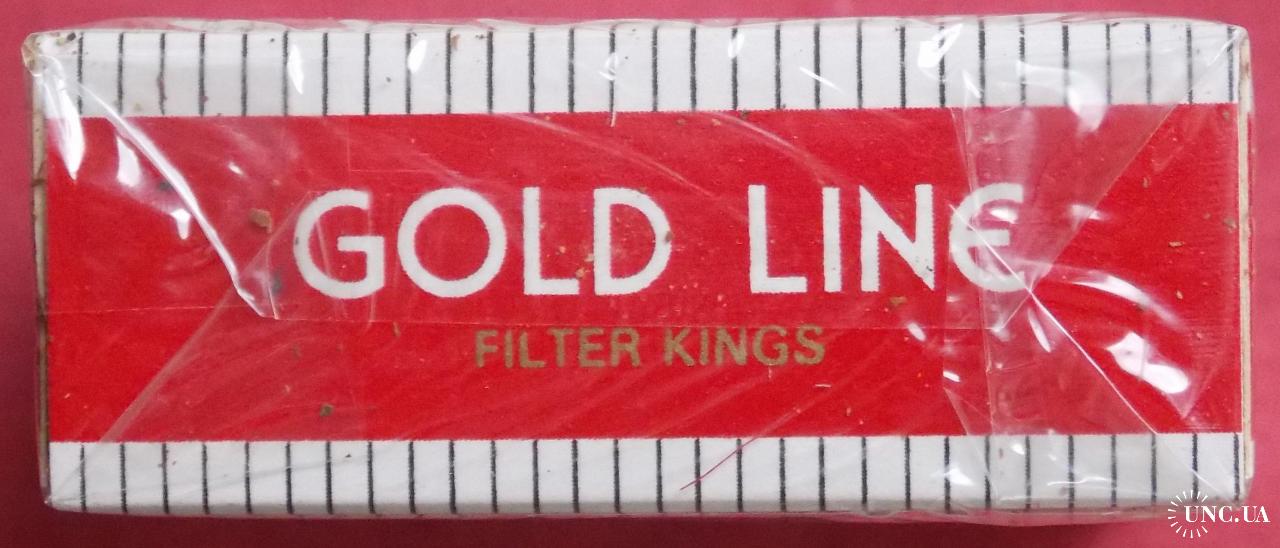 GOLD LINE
FILTER KINGS
UNC.UA